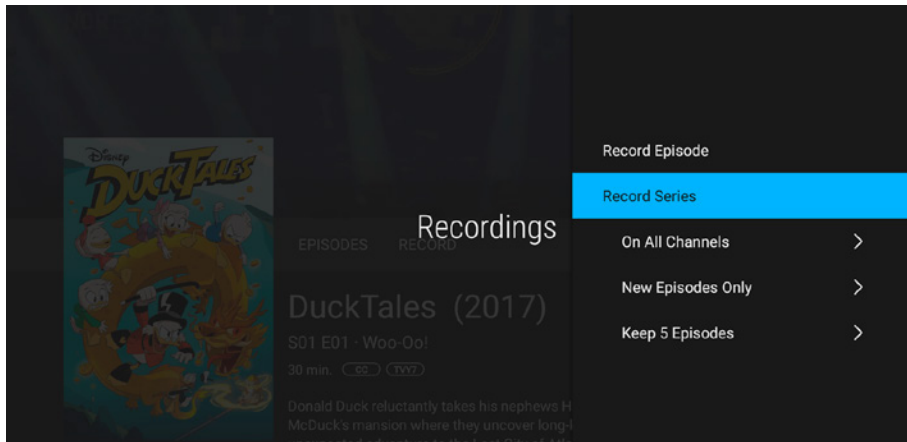 Disney
DUCKTALES
EPISODES RECORD
Recordings
DuckTales (2017)
S01 E01 · Woo-Oo!
30 min. CC TVY7
Donald Duck reluctantly takes his nephews H
McDuck's mansion where they uncover long-
Record Episode
Record Series
On All Channels
New Episodes Only
Keep 5 Episodes